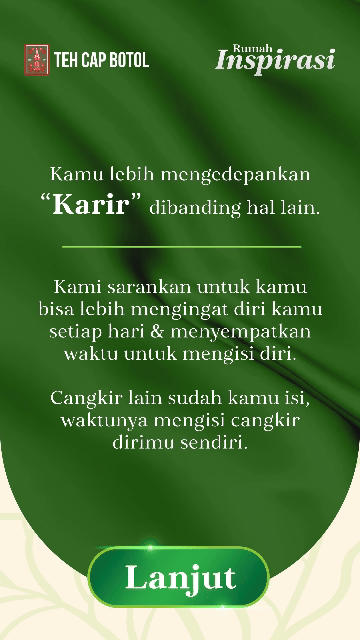 TEH CAP BOTOL
Rumah
Inspirasi
Kamu lebih mengedepankan
“Karir” dibanding hal lain.
Kami sarankan untuk kamu
bisa lebih mengingat diri kamu
setiap hari & menyempatkan
waktu untuk mengisi diri.
Cangkir lain sudah kamu isi,
waktunya mengisi cangkir
dirimu sendiri.
Lanjut